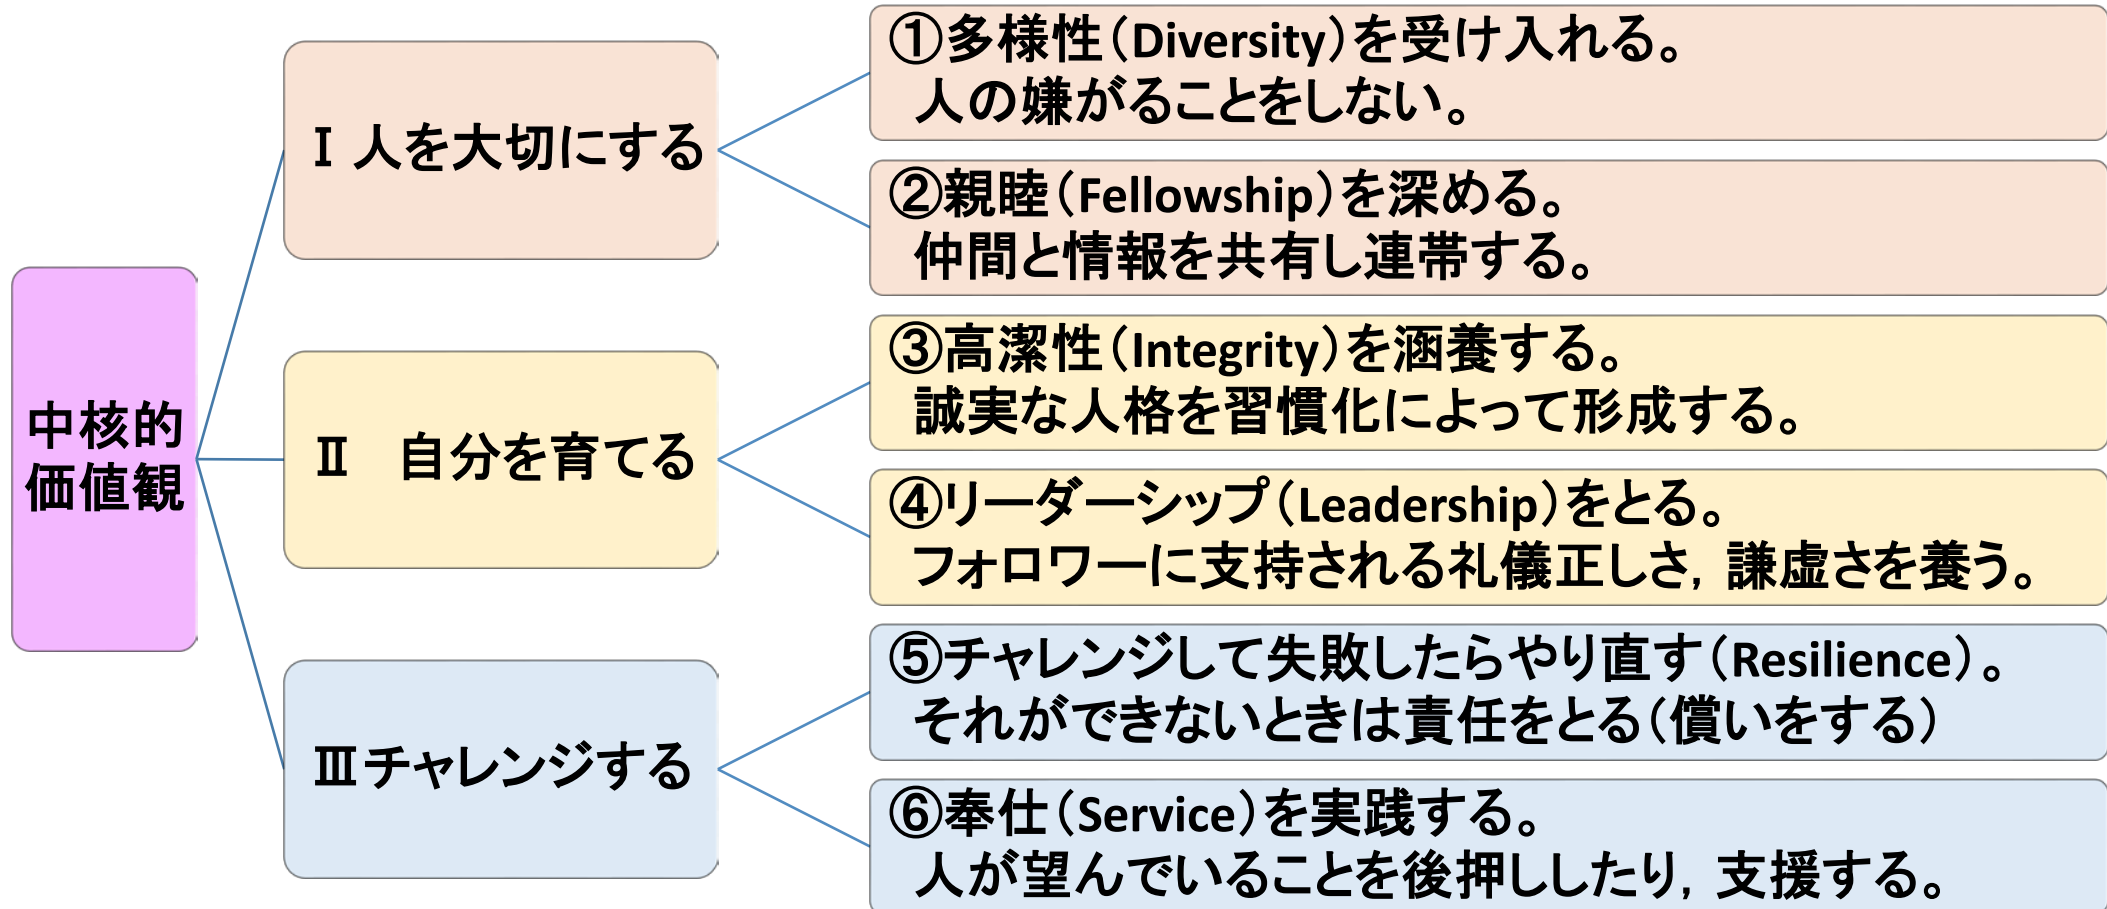 中核的
価値観
Ⅰ 人を大切にする
①多様性（Diversity）を受け入れる。
人の嫌がることをしない。
②親睦（Fellowship）を深める。
仲間と情報を共有し連帯する。
Ⅱ　自分を育てる
③高潔性（Integrity）を涵養する。
誠実な人格を習慣化によって形成する。
④リーダーシップ（Leadership）をとる。
フォロワーに支持される礼儀正しさ，謙虚さを養う。
Ⅲチャレンジする
⑤チャレンジして失敗したらやり直す（Resilience）。
それができないときは責任をとる（償いをする）
⑥奉仕（Service）を実践する。
人が望んでいることを後押ししたり，支援する。